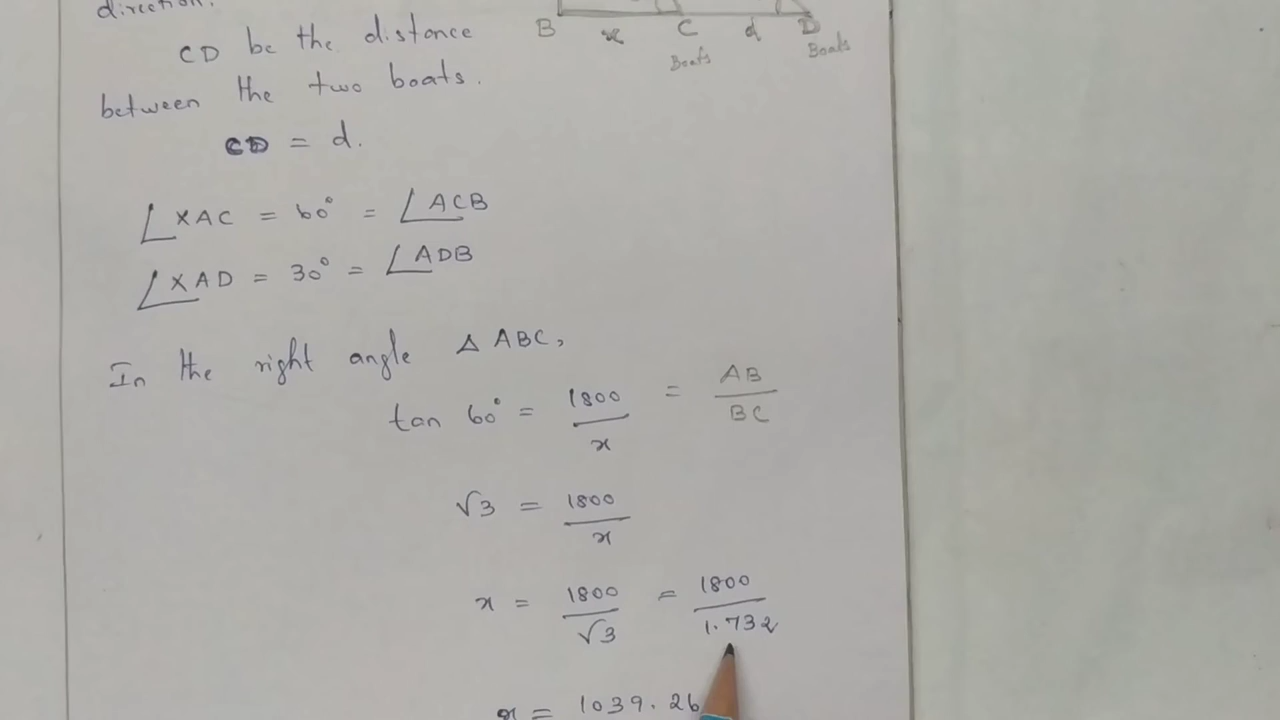 direction.
B x C d D
Boats Boats
CD be the distance
between the two boats.
CD = d.
∠XAC = 60° = ∠ACB
∠XAD = 30° = ∠ADB
In the right angle Δ ABC,
tan 60° = 1800/x = AB/BC
√3 = 1800/x
x = 1800/√3 = 1800/1.732
x = 1039.26